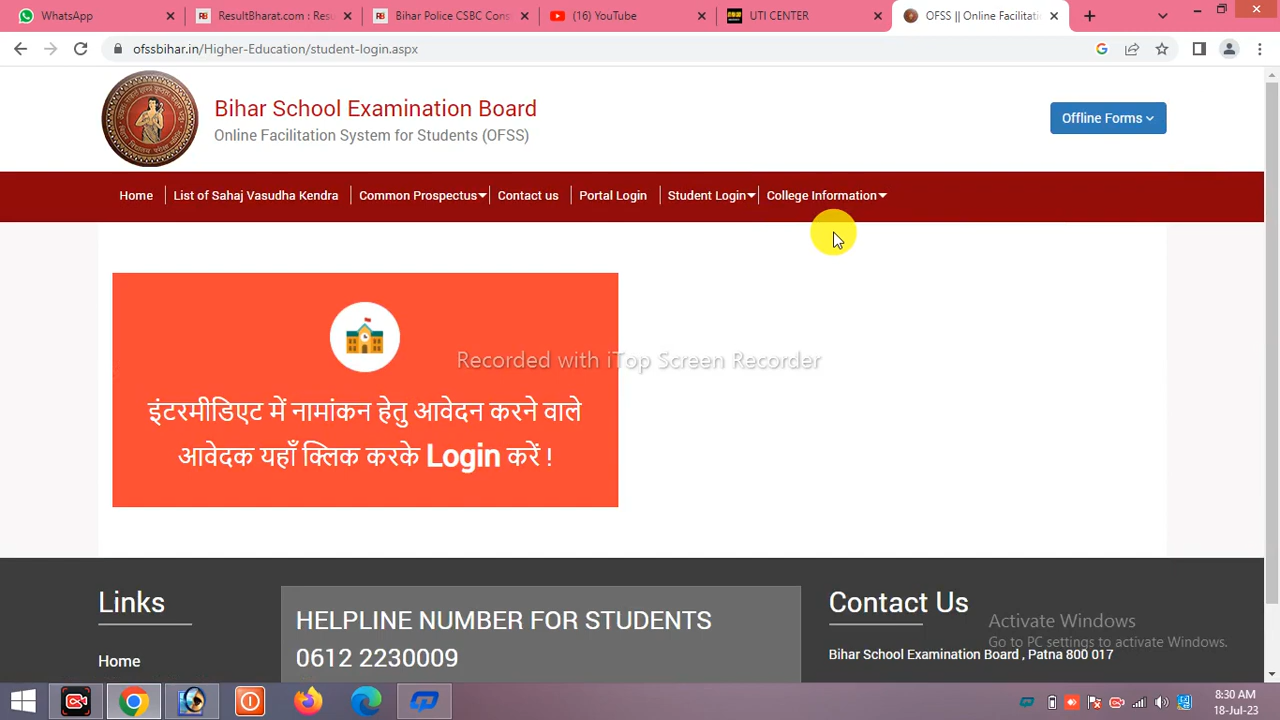 WhatsApp
ResultBharat.com : Resu
Bihar Police CSBC Cons
(16) YouTube
UTI CENTER
OFSS || Online Facilitati
ofssbihar.in/Higher-Education/student-login.aspx
Bihar School Examination Board
Online Facilitation System for Students (OFSS)
Offline Forms
Home
List of Sahaj Vasudha Kendra
Common Prospectus
Contact us
Portal Login
Student Login
College Information
Recorded with iTop Screen Recorder
इंटरमीडिएट में नामांकन हेतु आवेदन करने वाले
आवेदक यहाँ क्लिक करके Login करें !
Links
Home
HELPLINE NUMBER FOR STUDENTS
0612 2230009
Contact Us
Bihar School Examination Board , Patna 800 017
Activate Windows
Go to PC settings to activate Windows.
8:30 AM
18-Jul-23